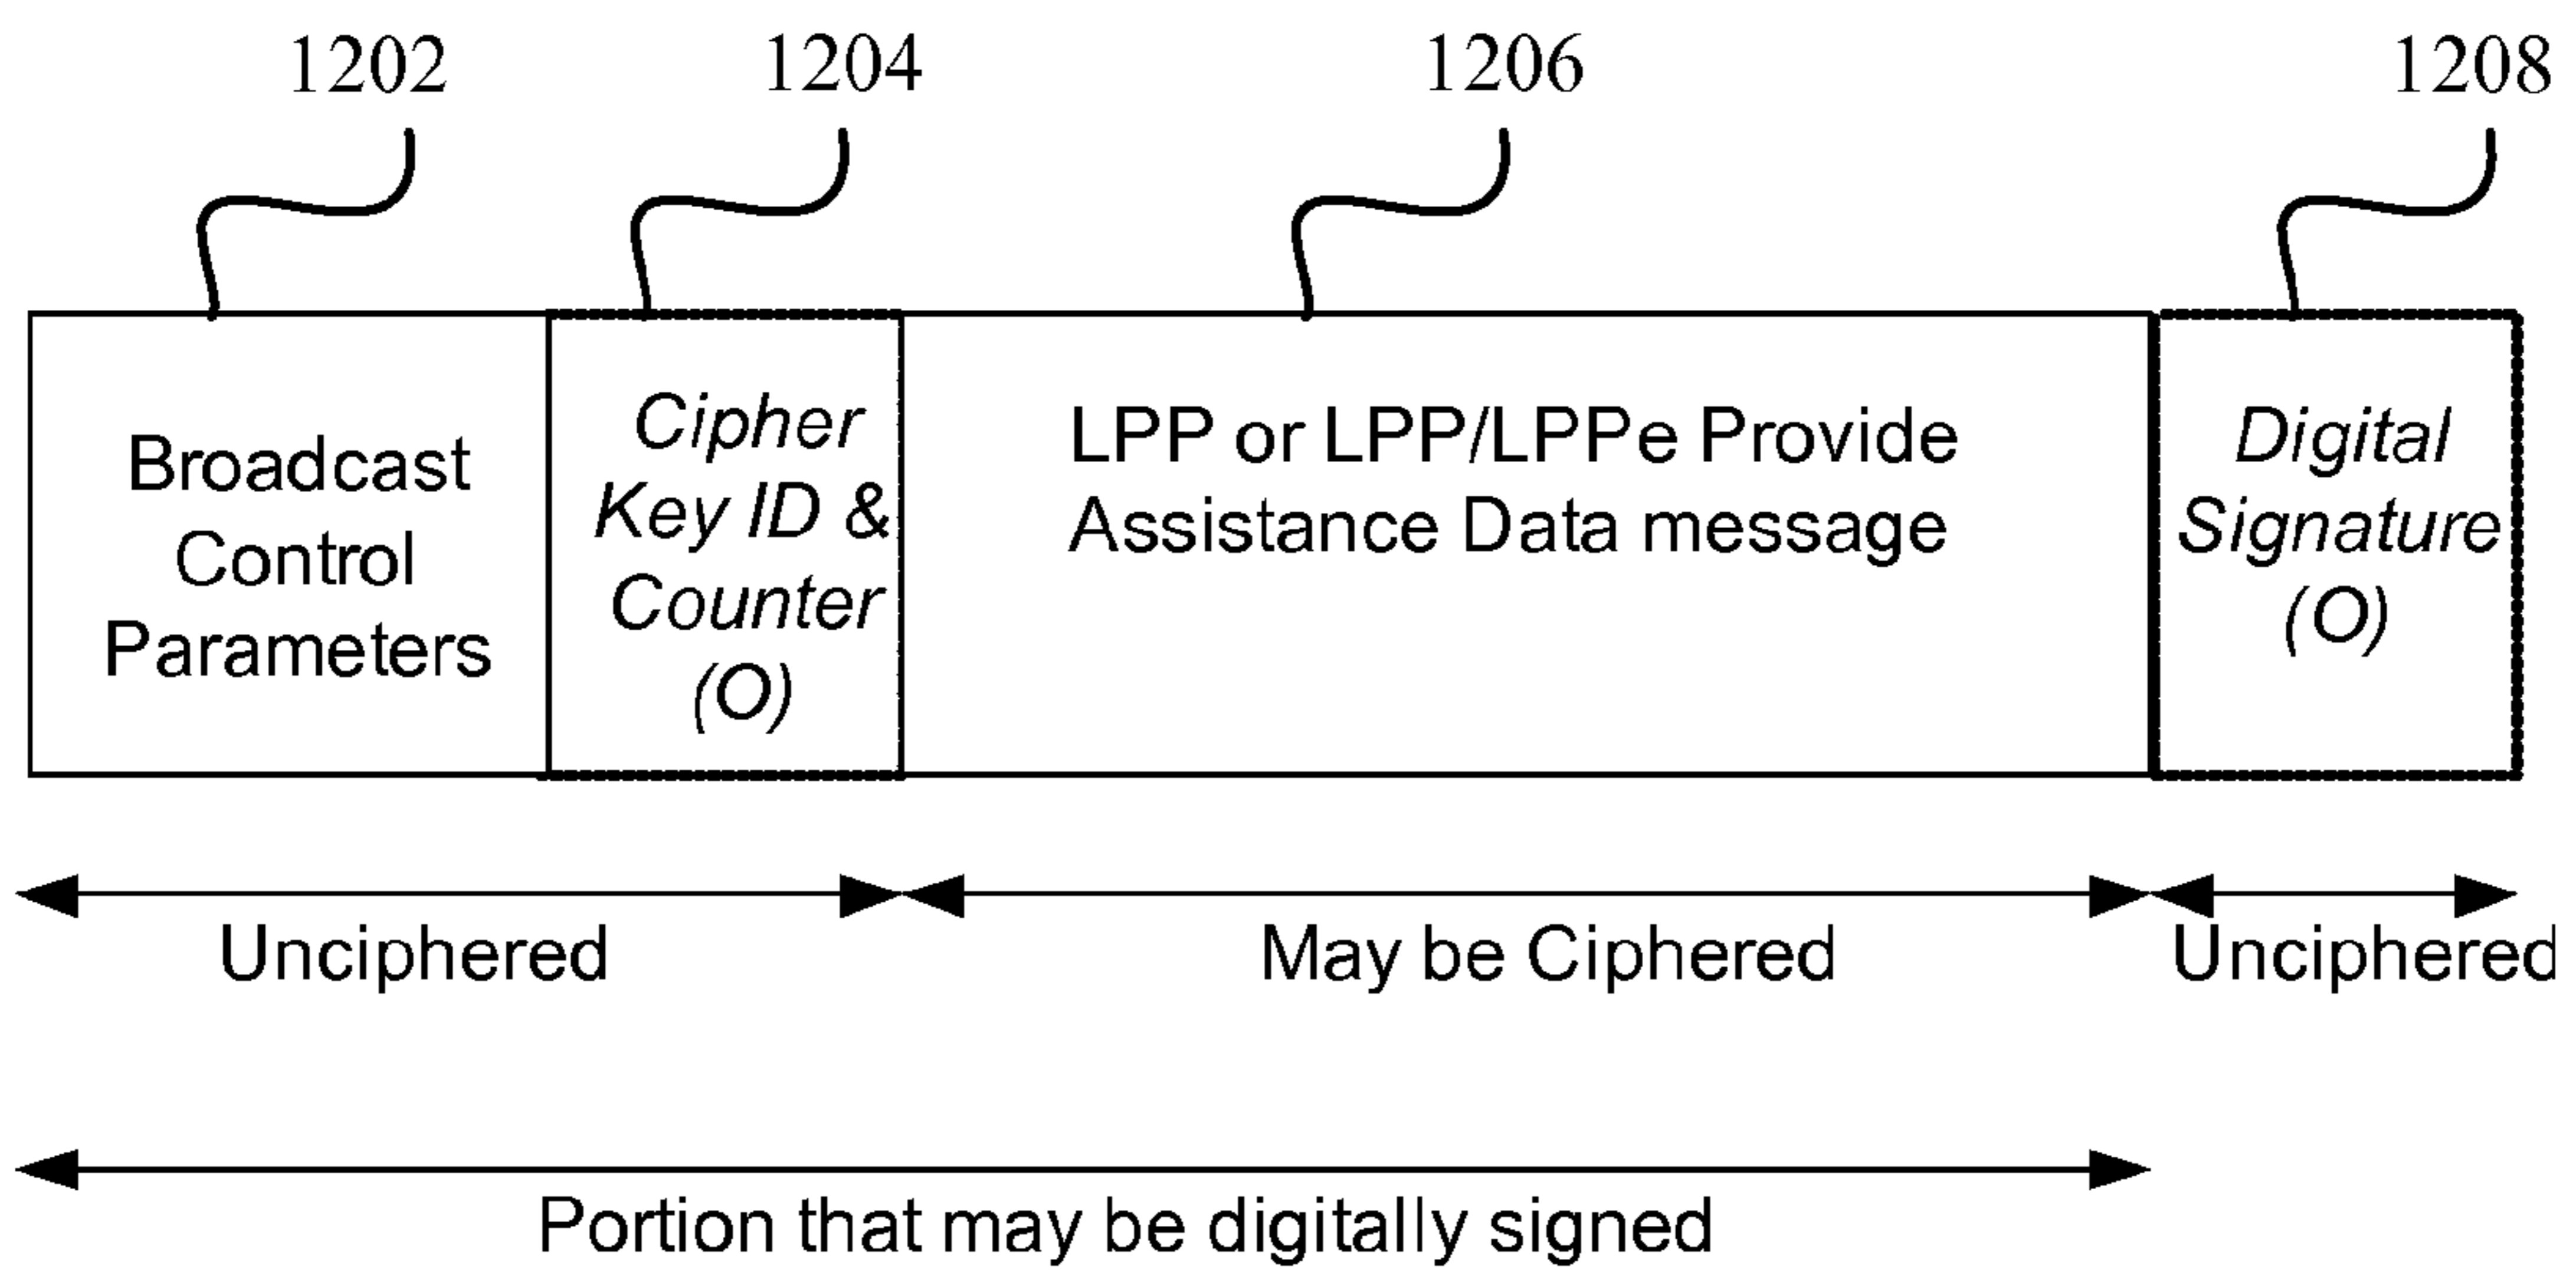 1202
1204
1206
1208
Broadcast
Control
Parameters
Cipher
Key ID &
Counter
(O)
LPP or LPP/LPPe Provide
Assistance Data message
Digital
Signature
(O)
Unciphered
May be Ciphered
Unciphered
Portion that may be digitally signed